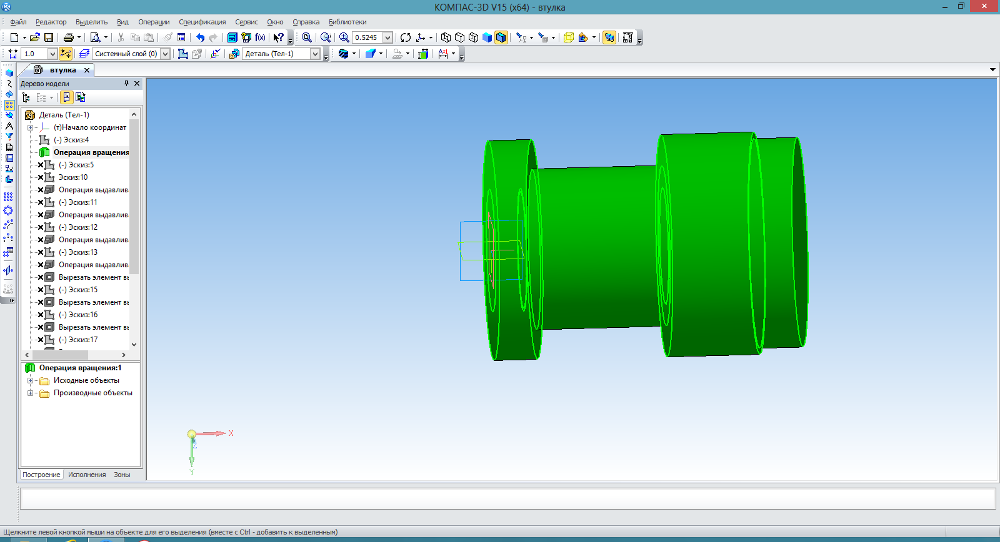 КОМПАС-3D V15 (x64) - втулка
Файл Редактор Выделить Вид Операции Спецификация Сервис Окно Справка Библиотеки
0.5245
f(x)
1.0 Системный слой (0) Деталь (Тел-1)
втулка
Дерево модели
Деталь (Тел-1)
(т)Начало координат
(-) Эскиз:4
Операция вращения
(-) Эскиз:5
Эскиз:10
Операция выдавлив
(-) Эскиз:11
Операция выдавлив
(-) Эскиз:12
Операция выдавлив
(-) Эскиз:13
Операция выдавлив
Вырезать элемент вы
(-) Эскиз:15
Вырезать элемент вы
(-) Эскиз:16
Вырезать элемент вы
(-) Эскиз:17
Операция вращения:1
Исходные объекты
Производные объекты
X
Z
Y
Построение Исполнения Зоны
Щелкните левой кнопкой мыши на объекте для его выделения (вместе с Ctrl - добавить к выделенным)